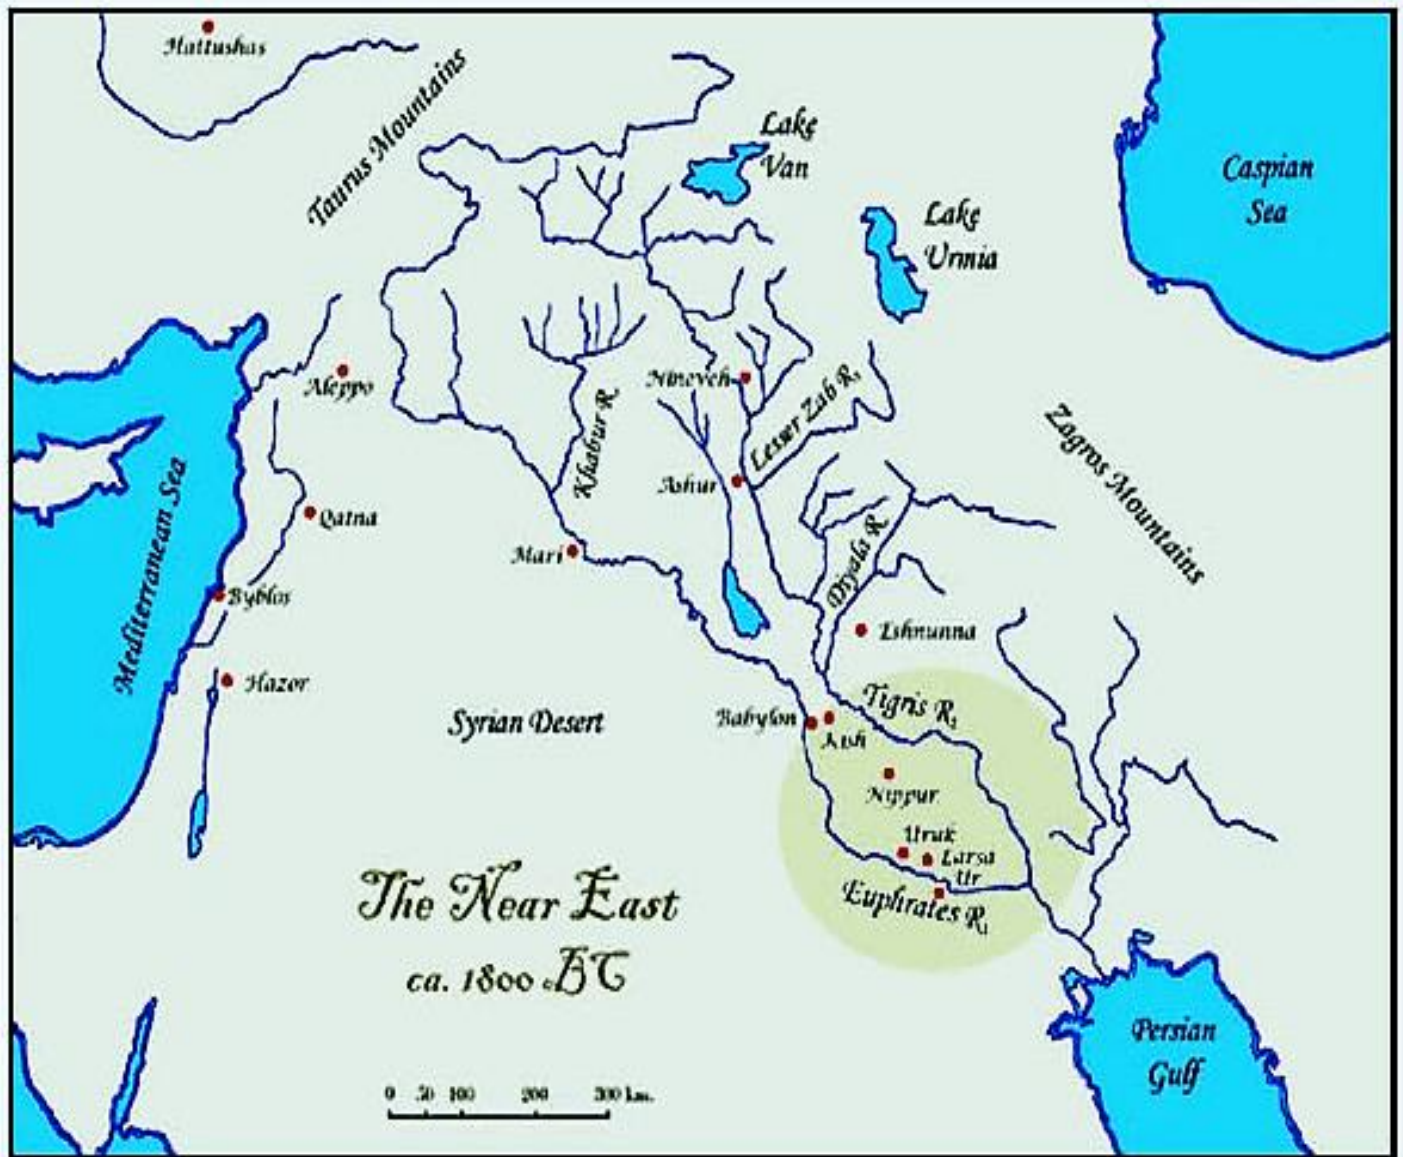 Hattushas
Taurus Mountains
Lake
Van
Caspian
Sea
Lake
Urmia
Aleppo
Nineveh
Lesser Zab R.
Khabur R.
Zagros Mountains
Ashur
Qatna
Mediterranean Sea
Mari
Diyala R.
Byblos
Eshnunna
Hazor
Syrian Desert
Babylon
Tigris R.
Kish
Nippur
Uruk
Larsa
Ur
Euphrates R.
The Near East
ca. 1800 BC
Persian
Gulf
0 50 100 200 300 km.